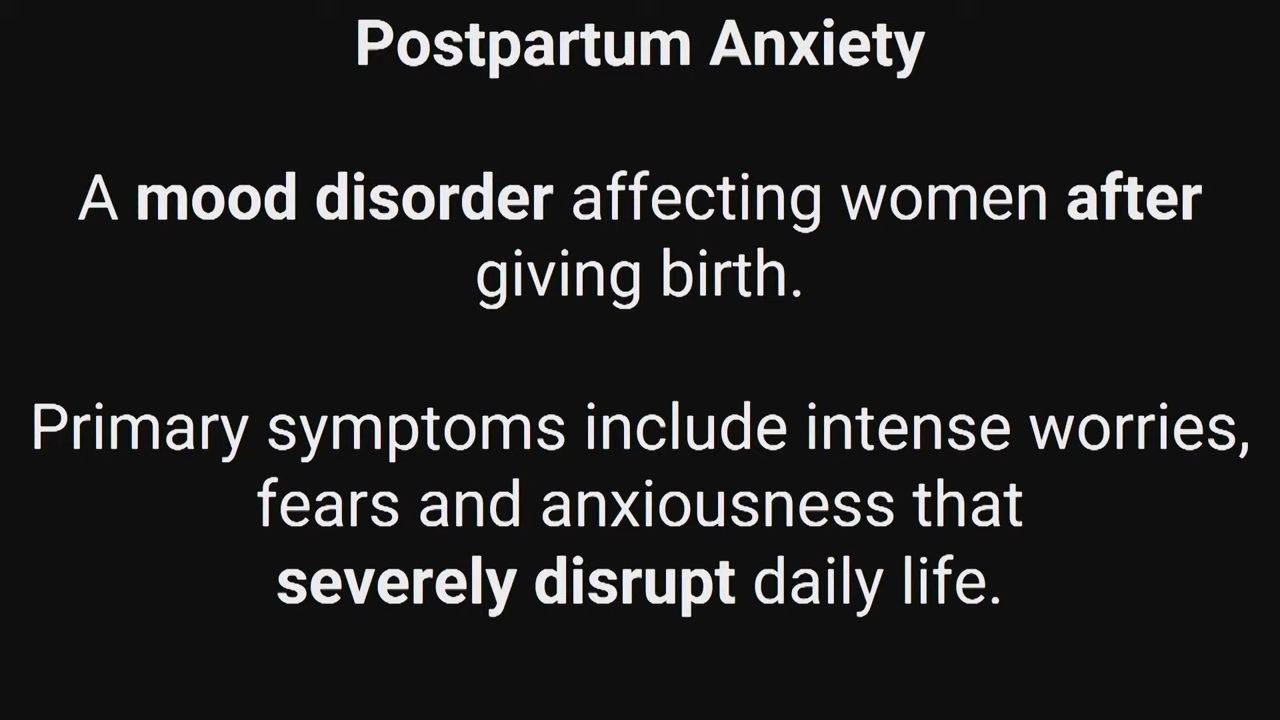 Postpartum Anxiety
A mood disorder affecting women after
giving birth.
Primary symptoms include intense worries,
fears and anxiousness that
severely disrupt daily life.